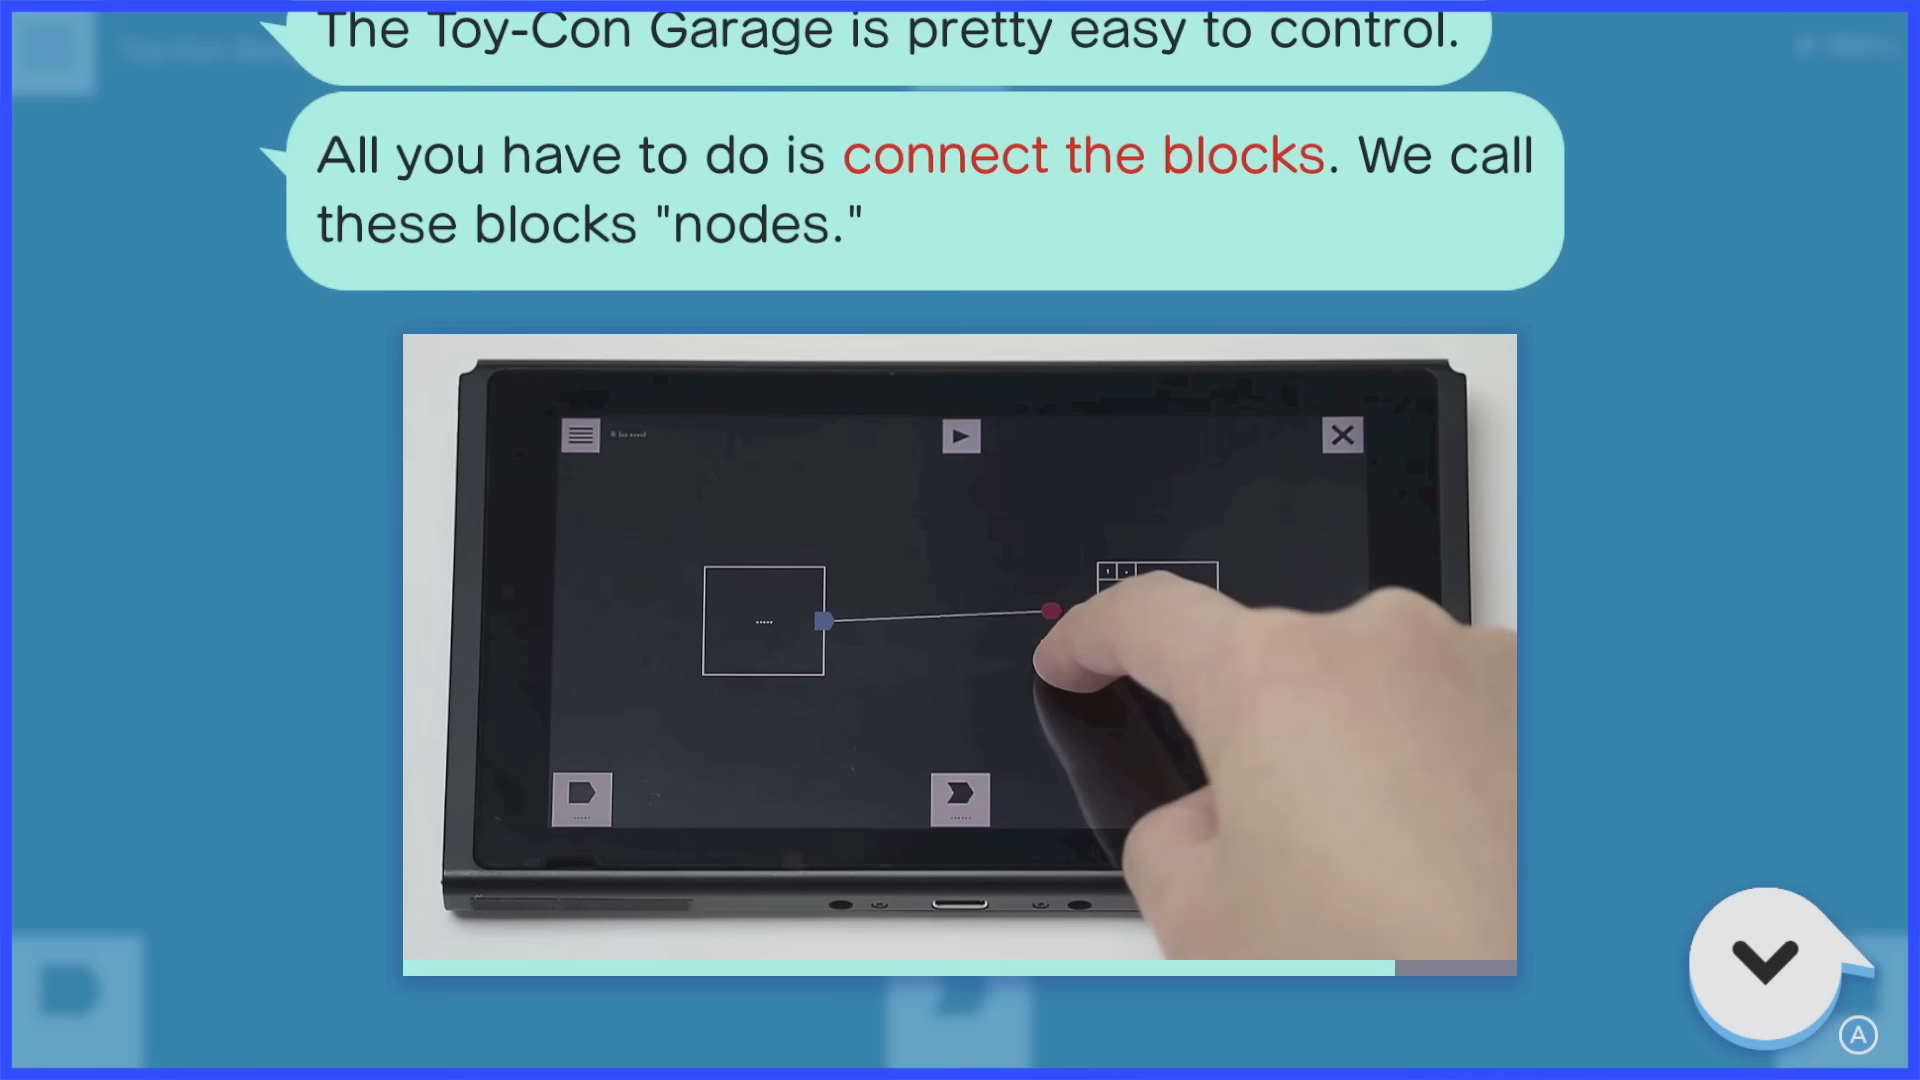 The Toy-Con Garage is pretty easy to control.
All you have to do is connect the blocks. We call
these blocks "nodes."
A